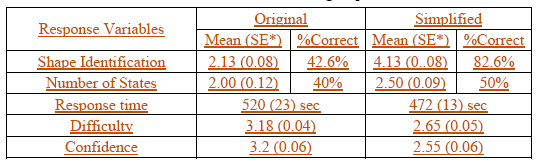 Response Variables Original Simplified
Mean (SE*) %Correct Mean (SE*) %Correct
Shape Identification 2.13 (0.08) 42.6% 4.13 (0..08) 82.6%
Number of States 2.00 (0.12) 40% 2.50 (0.09) 50%
Response time 520 (23) sec 472 (13) sec
Difficulty 3.18 (0.04) 2.65 (0.05)
Confidence 3.2 (0.06) 2.55 (0.06)